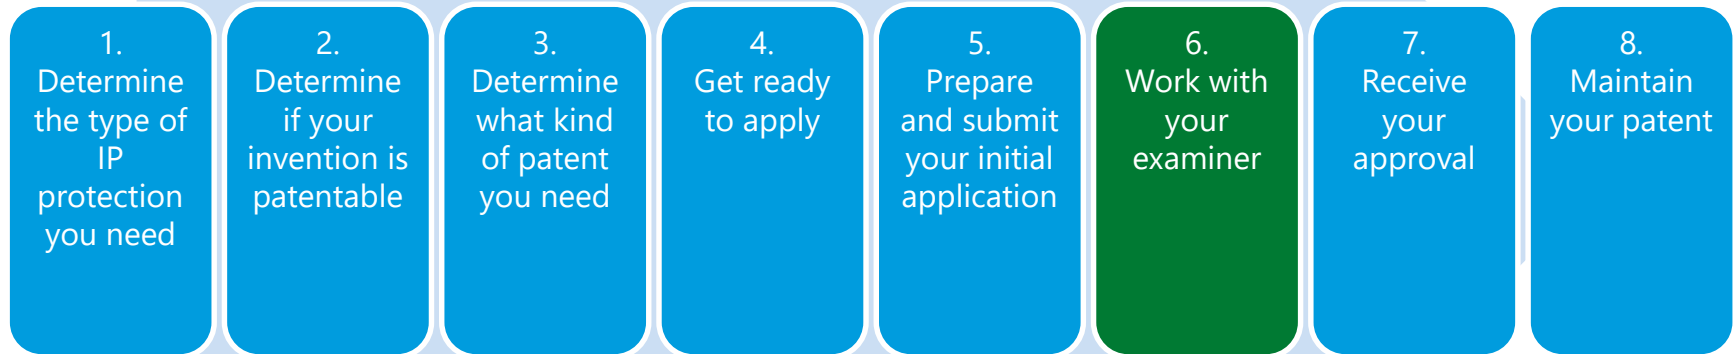 1.
Determine
the type of
IP
protection
you need
2.
Determine
if your
invention is
patentable
3.
Determine
what kind
of patent
you need
4.
Get ready
to apply
5.
Prepare
and submit
your initial
application
6.
Work with
your
examiner
7.
Receive
your
approval
8.
Maintain
your patent